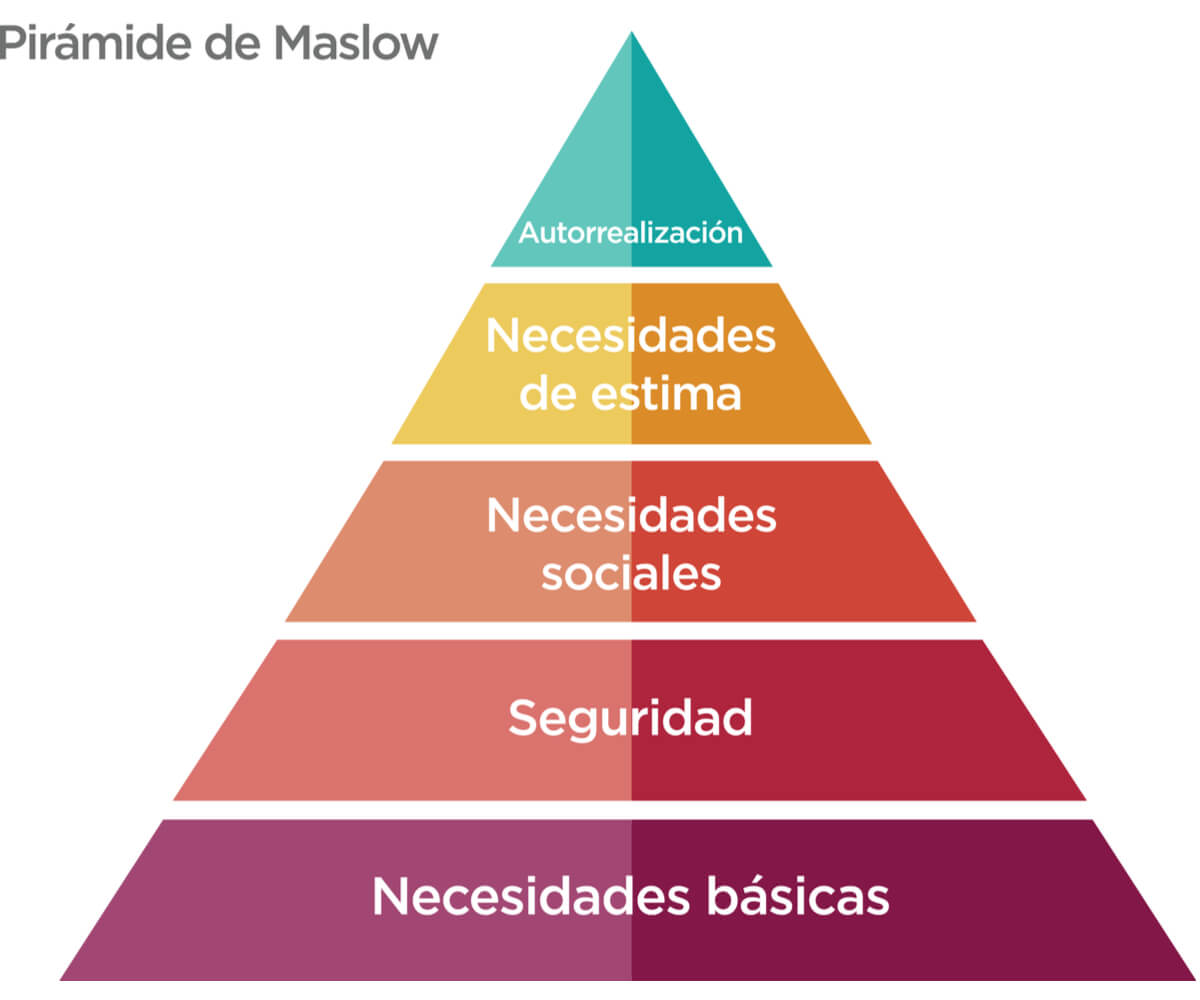 Pirámide de Maslow
Autorrealización
Necesidades
de estima
Necesidades
sociales
Seguridad
Necesidades básicas